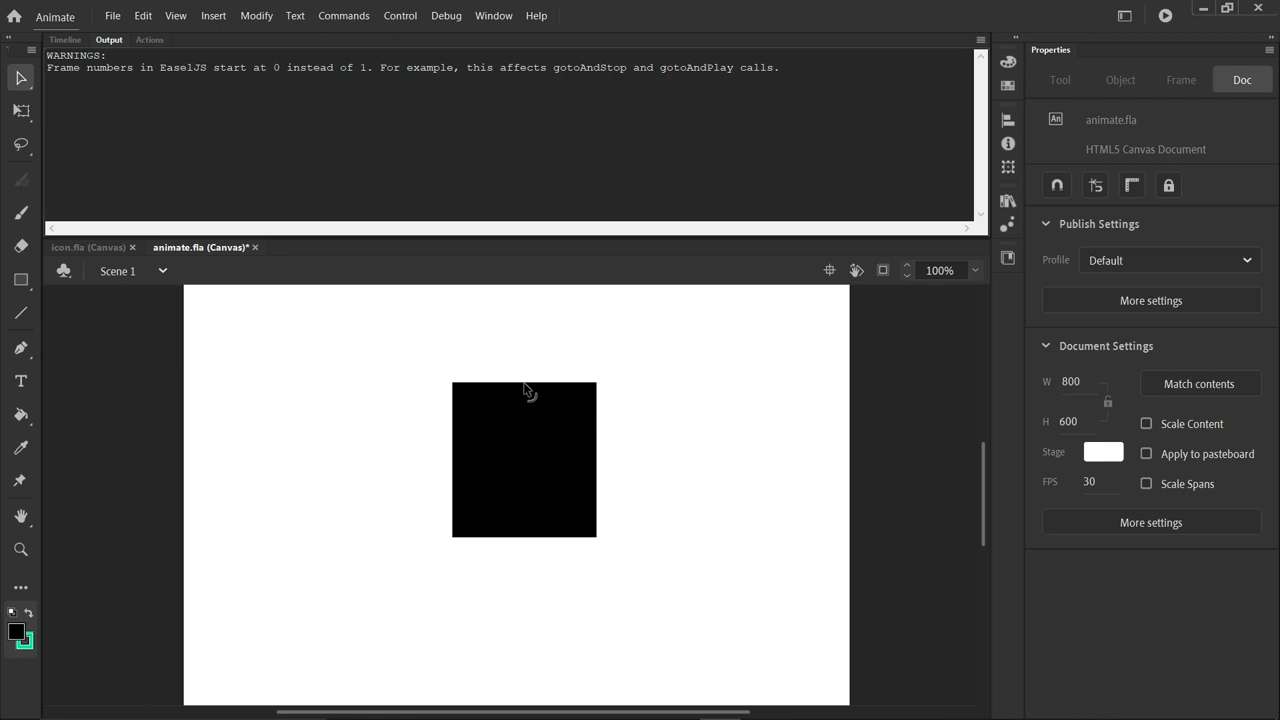 Animate File Edit View Insert Modify Text Commands Control Debug Window Help
Timeline Output Actions
WARNINGS:
Frame numbers in EaselJS start at 0 instead of 1. For example, this affects gotoAndStop and gotoAndPlay calls.
icon.fla (Canvas) animate.fla (Canvas)*
Scene 1
100%
Properties
Tool Object Frame Doc
An animate.fla
HTML5 Canvas Document
Publish Settings
Profile Default
More settings
Document Settings
W 800 Match contents
H 600 Scale Content
Stage Apply to pasteboard
FPS 30 Scale Spans
More settings